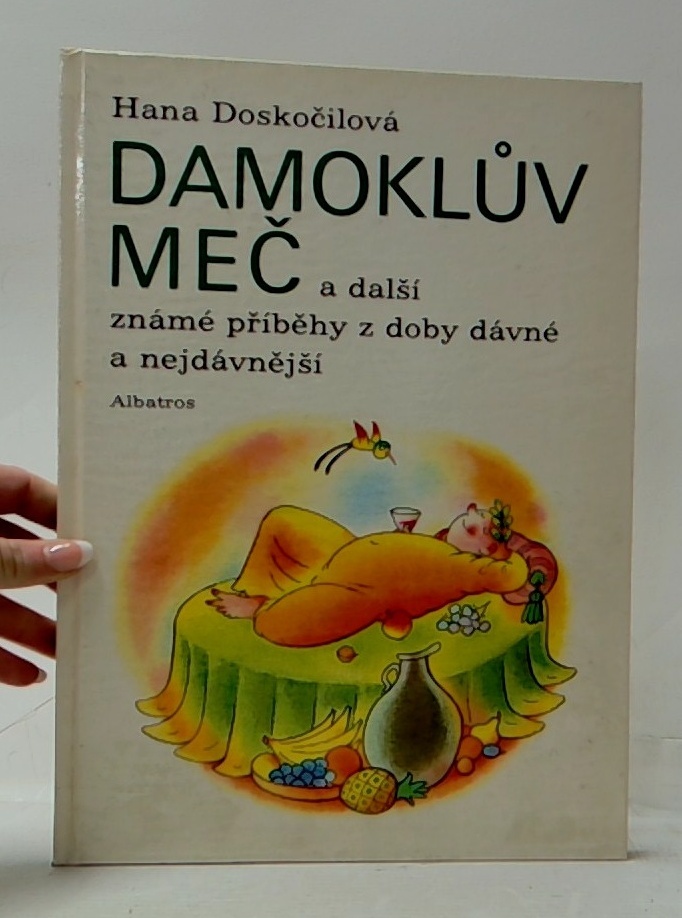 Hana Doskočilová
DAMOKLŮV
MEČ a další
známé příběhy z doby dávné
a nejdávnější
Albatros